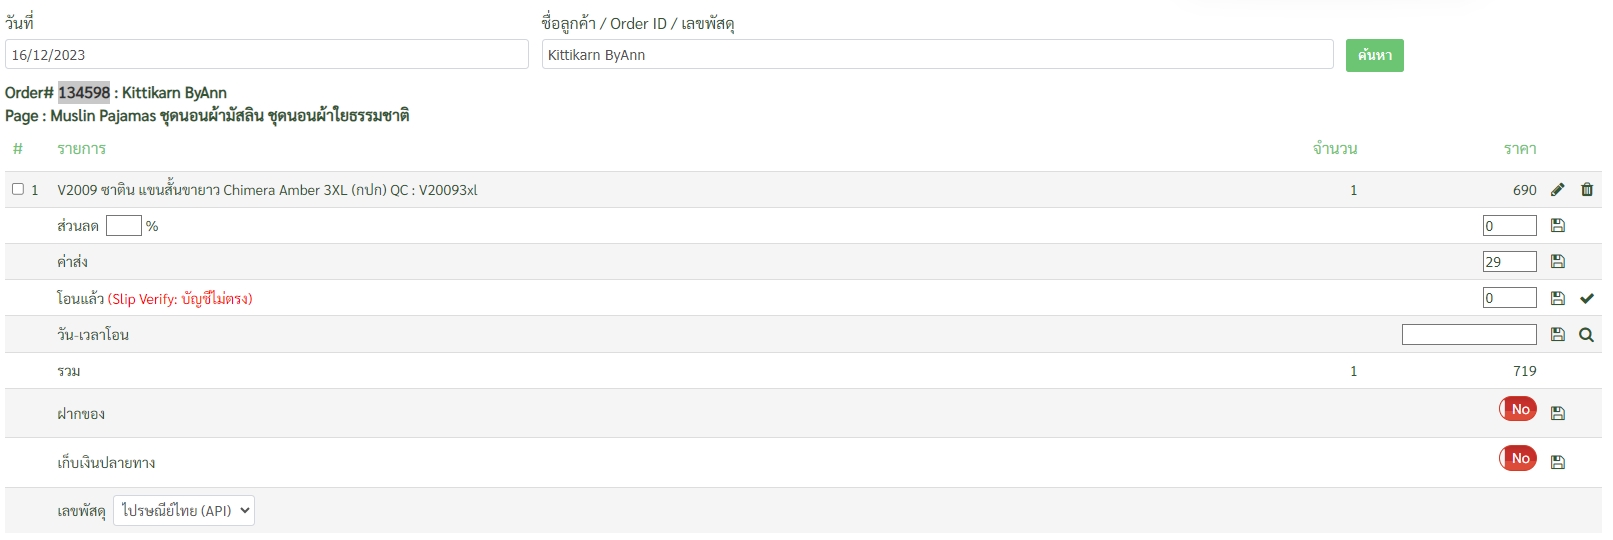 วันที่ ชื่อลูกค้า / Order ID / เลขพัสดุ
16/12/2023 Kittikarn ByAnn ค้นหา
Order# 134598 : Kittikarn ByAnn
Page : Muslin Pajamas ชุดนอนผ้ามัสลิน ชุดนอนผ้าใยธรรมชาติ
# รายการ จำนวน ราคา
1 V2009 ซาติน แขนสั้นขายาว Chimera Amber 3XL (กปก) QC : V20093xl 1 690
ส่วนลด % 0
ค่าส่ง 29
โอนแล้ว (Slip Verify: บัญชีไม่ตรง) 0
วัน-เวลาโอน
รวม 1 719
ฝากของ No
เก็บเงินปลายทาง No
เลขพัสดุ ไปรษณีย์ไทย (API)